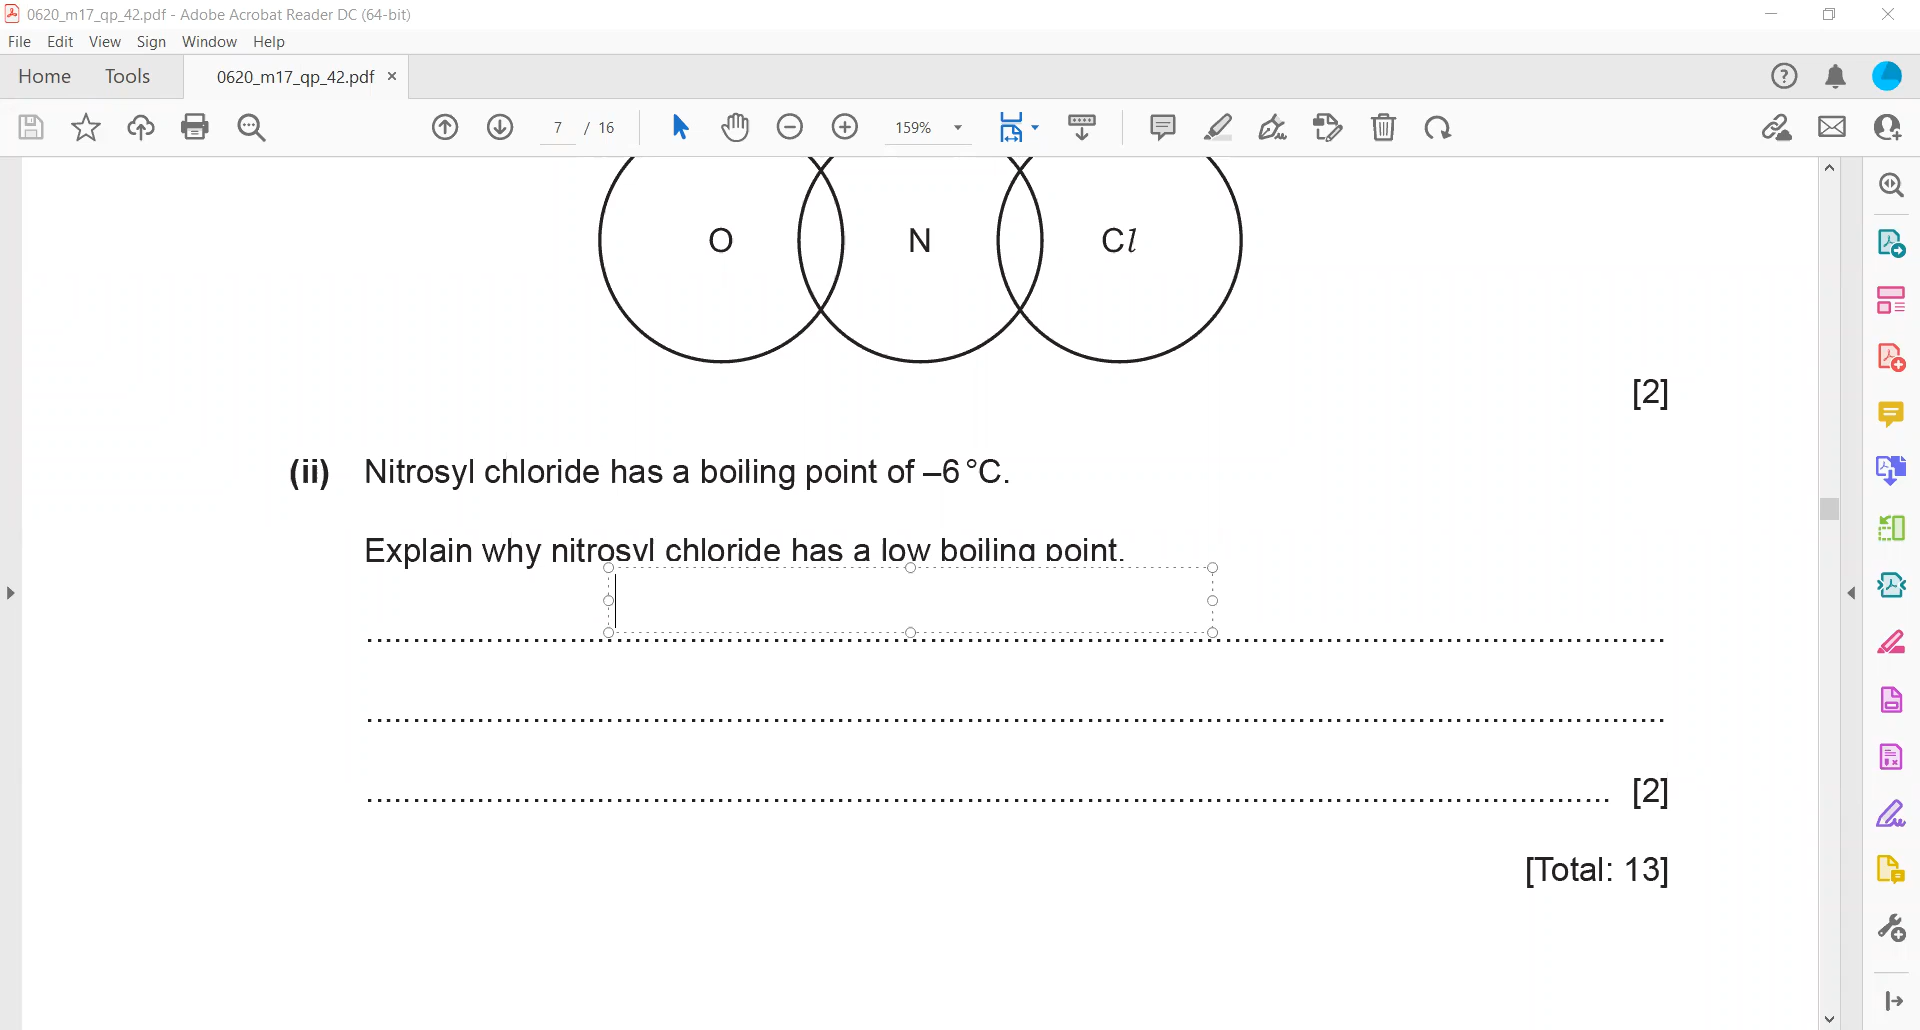 0620_m17_qp_42.pdf - Adobe Acrobat Reader DC (64-bit)
File Edit View Sign Window Help
Home Tools 0620_m17_qp_42.pdf ×
7 / 16 159%
O N Cl
[2]
(ii) Nitrosyl chloride has a boiling point of –6 °C.
Explain why nitrosyl chloride has a low boiling point.
[2]
[Total: 13]